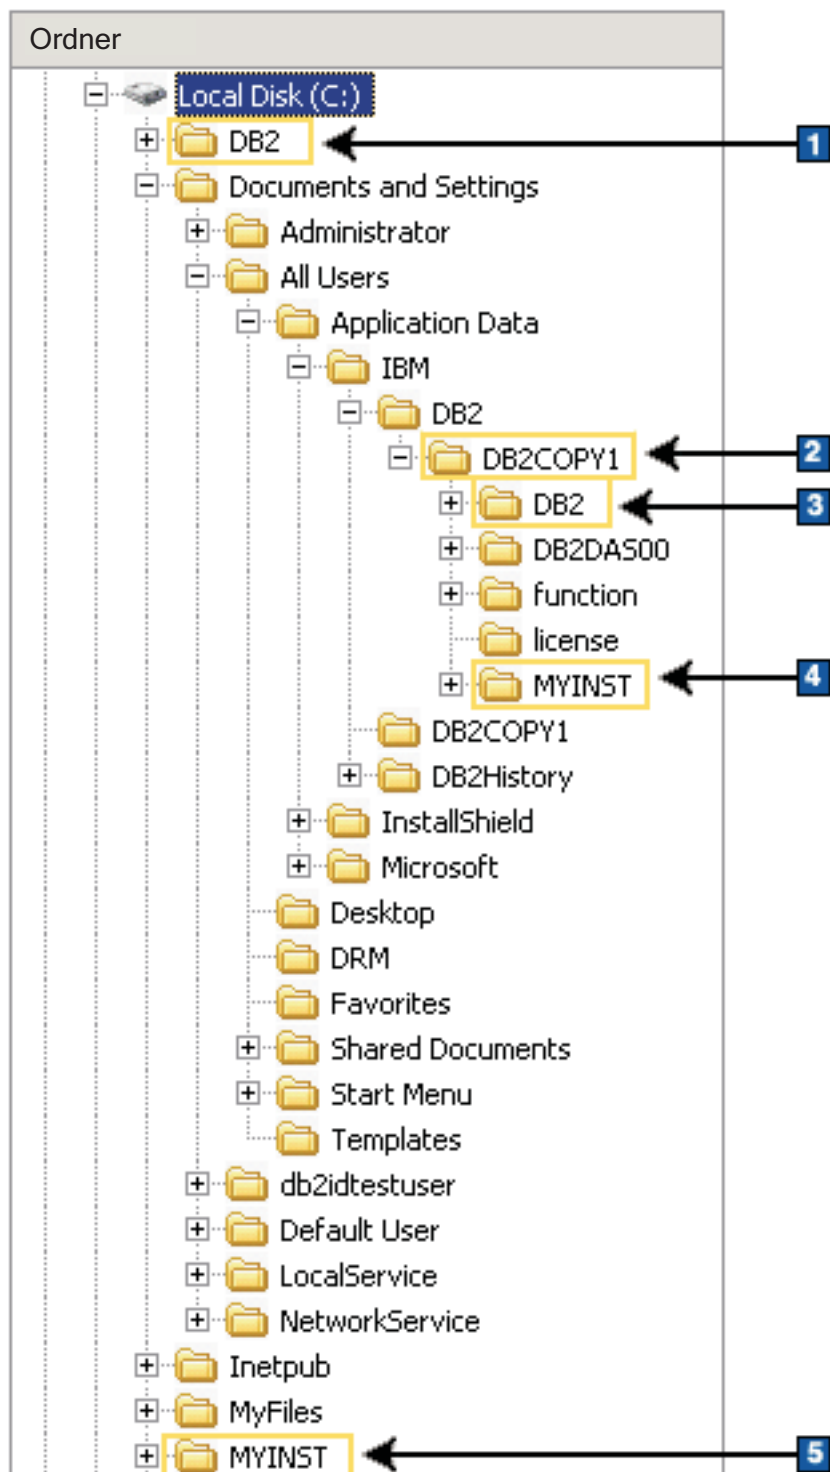 Ordner
Local Disk (C:)
DB2
1
Documents and Settings
Administrator
All Users
Application Data
IBM
DB2
DB2COPY1
2
DB2
3
DB2DAS00
function
license
MYINST
4
DB2COPY1
DB2History
InstallShield
Microsoft
Desktop
DRM
Favorites
Shared Documents
Start Menu
Templates
db2idtestuser
Default User
LocalService
NetworkService
Inetpub
MyFiles
MYINST
5